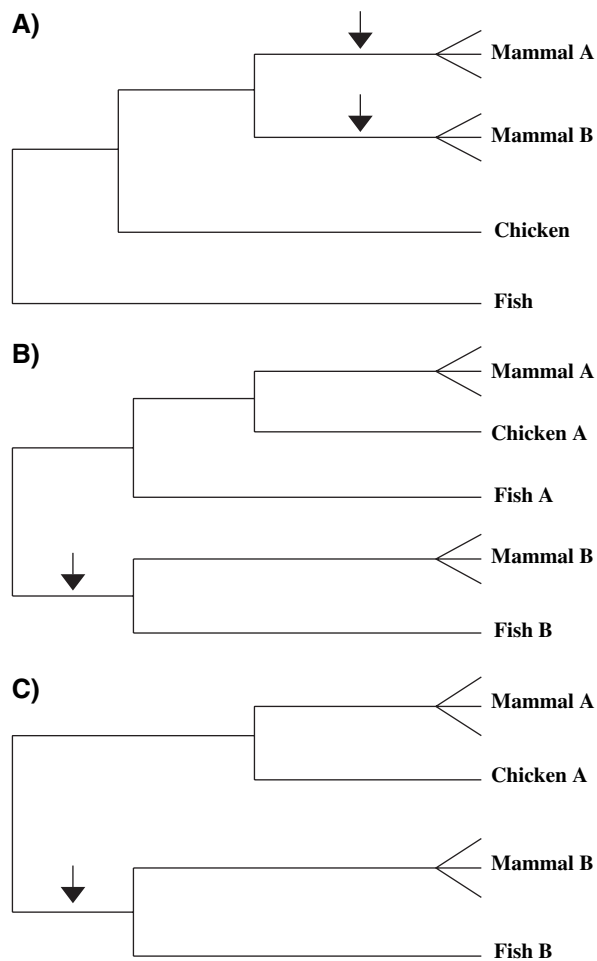 A)
Mammal A
Mammal B
Chicken
Fish
B)
Mammal A
Chicken A
Fish A
Mammal B
Fish B
C)
Mammal A
Chicken A
Mammal B
Fish B